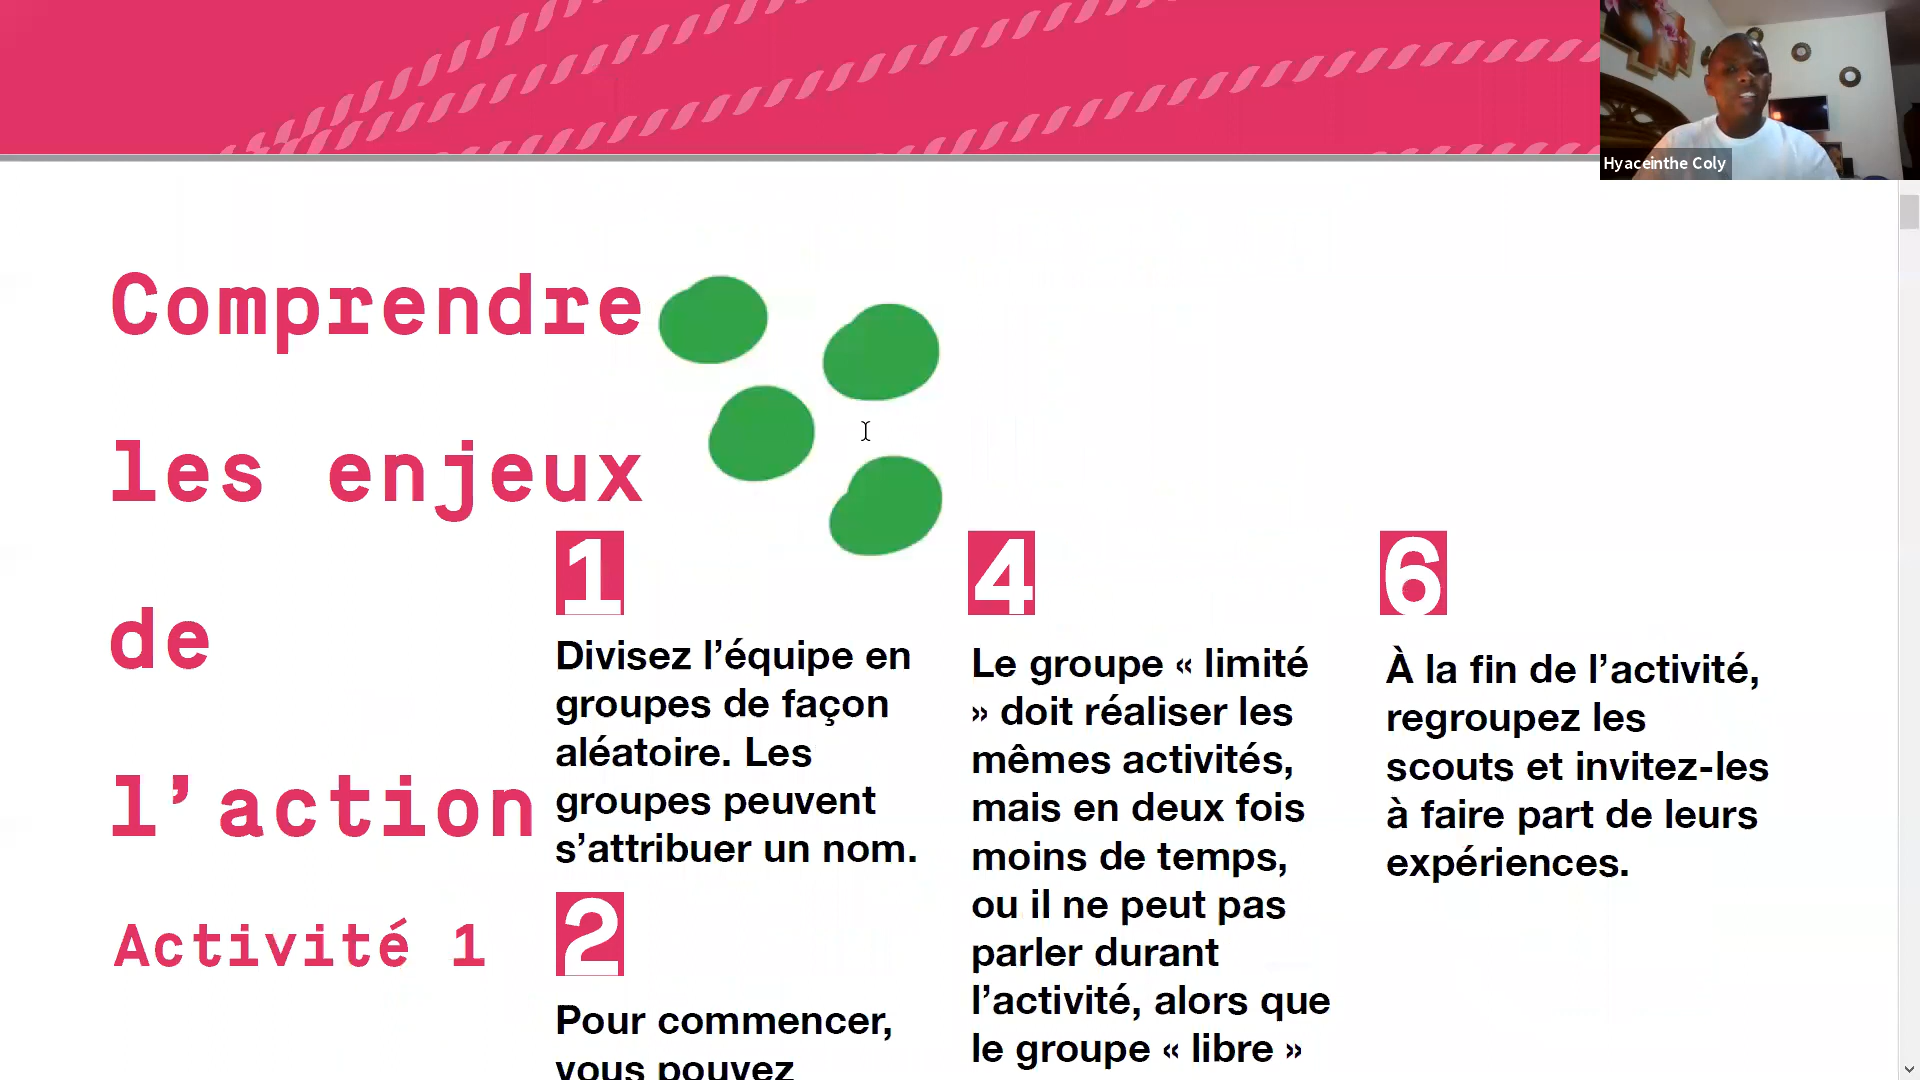 Hyaceinthe Coly
Comprendre
les enjeux
de
l’action
Activité 1
1
Divisez l’équipe en
groupes de façon
aléatoire. Les
groupes peuvent
s’attribuer un nom.
2
Pour commencer,
vous pouvez
4
Le groupe « limité
» doit réaliser les
mêmes activités,
mais en deux fois
moins de temps,
ou il ne peut pas
parler durant
l’activité, alors que
le groupe « libre »
6
À la fin de l’activité,
regroupez les
scouts et invitez-les
à faire part de leurs
expériences.